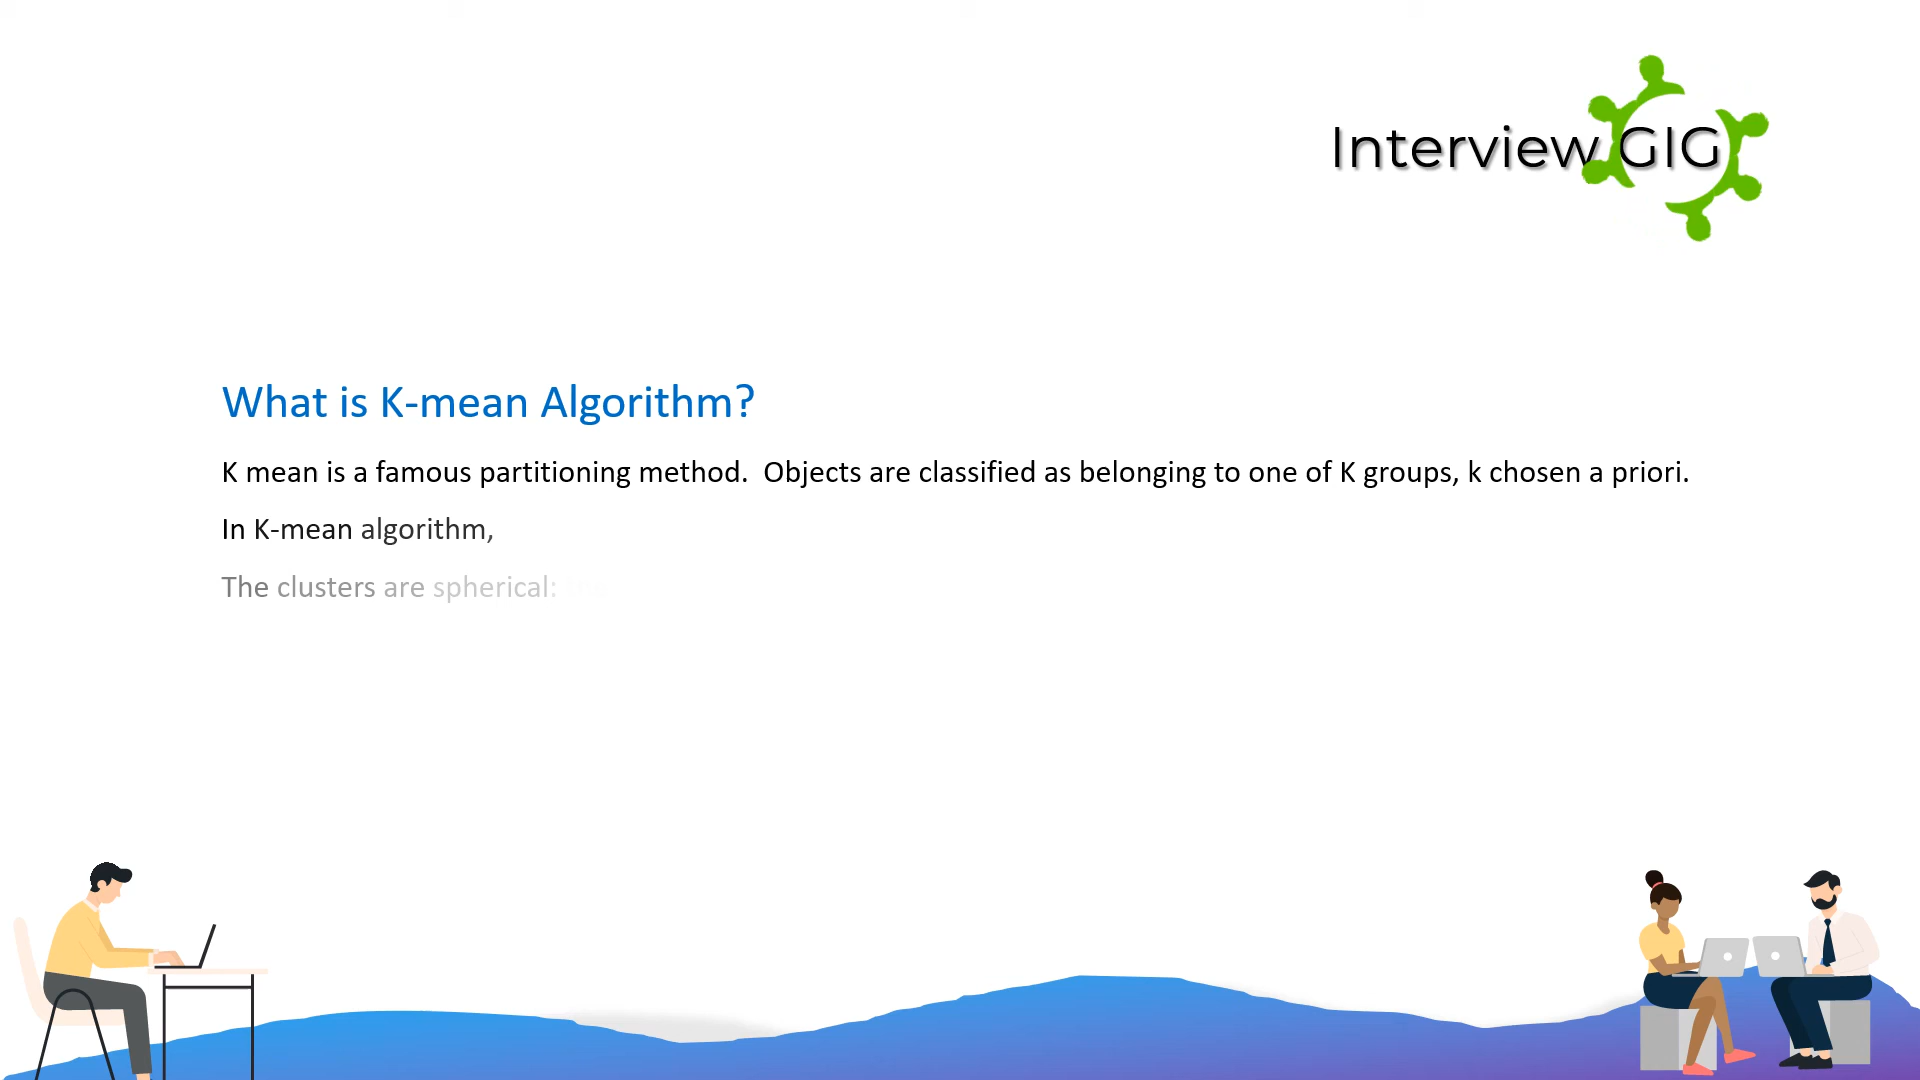 Interview GIG
What is K-mean Algorithm?
K mean is a famous partitioning method.  Objects are classified as belonging to one of K groups, k chosen a priori.
In K-mean algorithm,
The clusters are spherical: